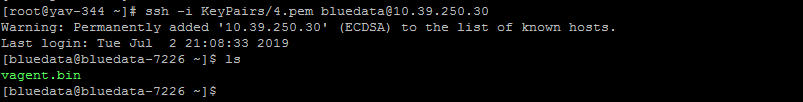 [root@yav-344 ~]# ssh -i KeyPairs/4.pem bluedata@10.39.250.30
Warning: Permanently added '10.39.250.30' (ECDSA) to the list of known hosts.
Last login: Tue Jul  2 21:08:33 2019
[bluedata@bluedata-7226 ~]$ ls
vagent.bin
[bluedata@bluedata-7226 ~]$